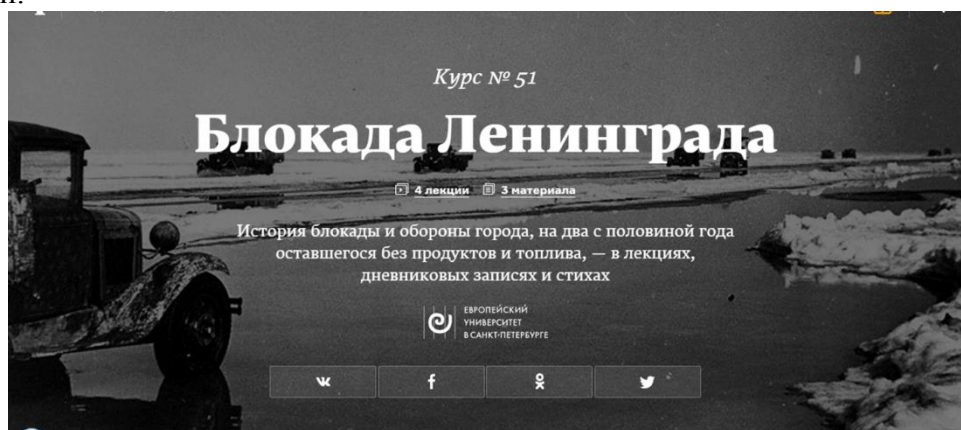 и.
Курс № 51
Блокада Ленинграда
4 лекции 3 материала
История блокады и обороны города, на два с половиной года
оставшегося без продуктов и топлива, — в лекциях,
дневниковых записях и стихах
ЕВРОПЕЙСКИЙ
УНИВЕРСИТЕТ
В САНКТ-ПЕТЕРБУРГЕ